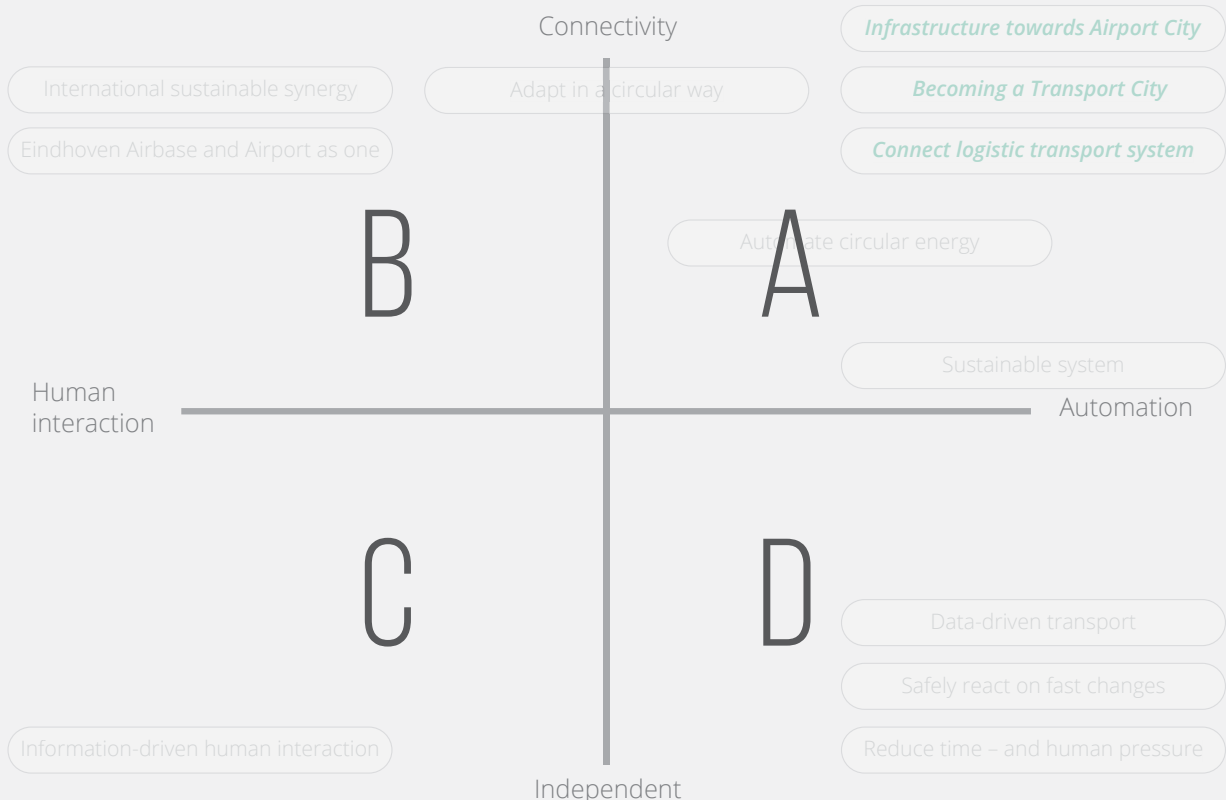 Connectivity
Infrastructure towards Airport City
International sustainable synergy
Adapt in a circular way
Becoming a Transport City
Eindhoven Airbase and Airport as one
Connect logistic transport system
B
A
Automate circular energy
Sustainable system
Human
interaction
Automation
C
D
Data-driven transport
Safely react on fast changes
Information-driven human interaction
Reduce time – and human pressure
Independent